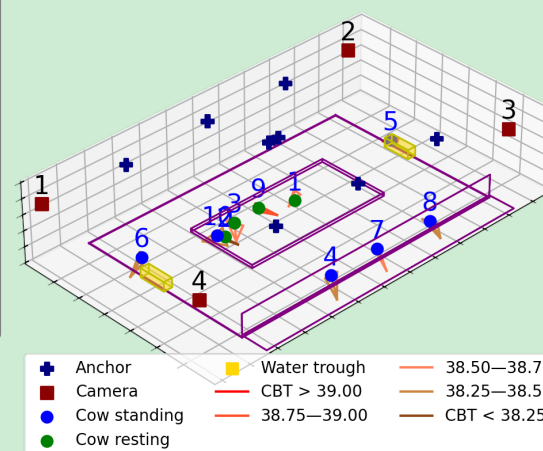 2
5
3
1
1
9
3
8
6
7
4
4
Anchor
Camera
Cow standing
Cow resting
Water trough
CBT > 39.00
38.75—39.00
38.50—38.7
38.25—38.5
CBT < 38.25